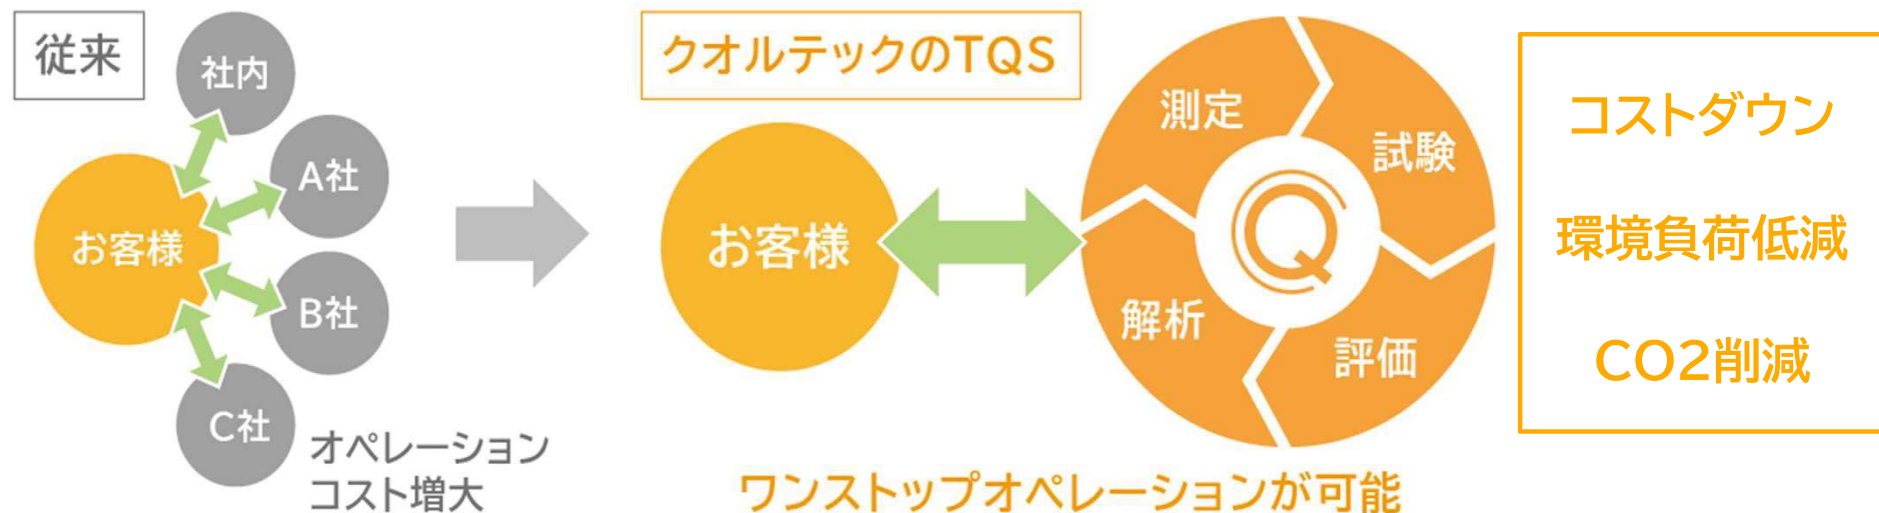 従来
社内
A社
お客様
B社
C社
オペレーション
コスト増大
クオルテックのTQS
お客様
測定
試験
解析
評価
Q
ワンストップオペレーションが可能
コストダウン
環境負荷低減
CO2削減